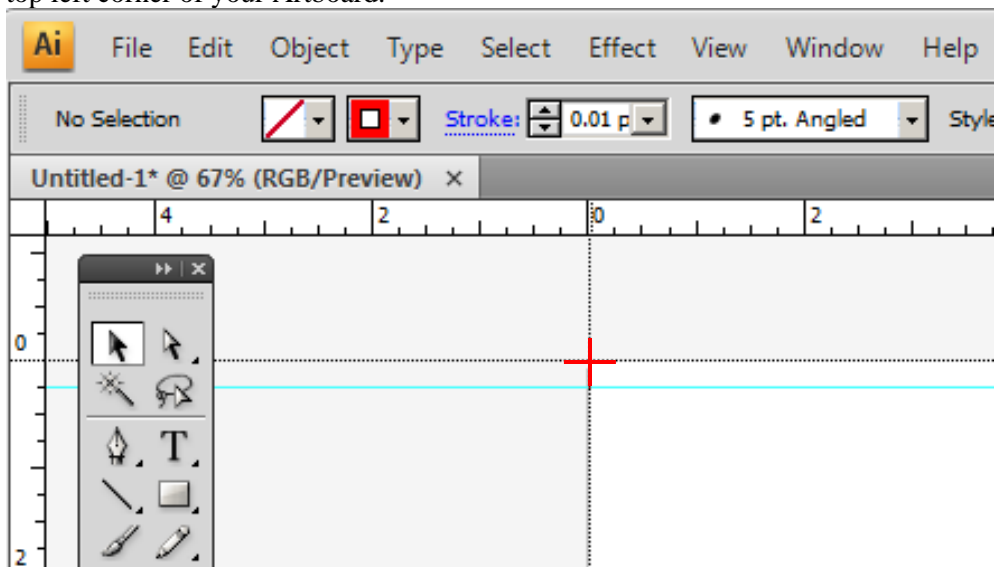 top left corner of your Artboard.
Ai File Edit Object Type Select Effect View Window Help
No Selection Stroke: 0.01 p 5 pt. Angled Style
Untitled-1* @ 67% (RGB/Preview) ×
4 2 0 2
0
T
2